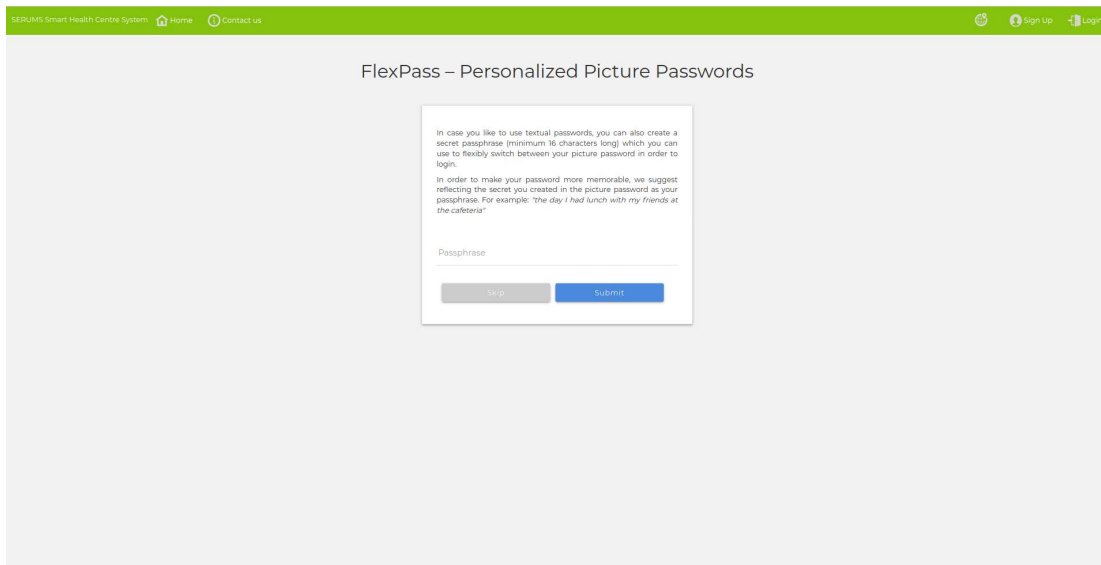 SERUMS Smart Health Centre System Home Contact us Sign Up Login
FlexPass – Personalized Picture Passwords
In case you like to use textual passwords, you can also create a
secret passphrase (minimum 16 characters long) which you can
use to flexibly switch between your picture password in order to
login.
In order to make your password more memorable, we suggest
reflecting the secret you created in the picture password as your
passphrase. For example: "the day I had lunch with my friends at
the cafeteria"
Passphrase
Skip Submit